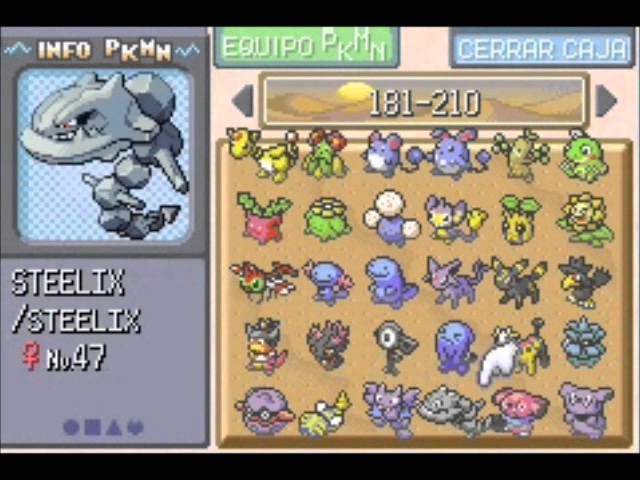 INFO PKMN
EQUIPO PKMN
CERRAR CAJA
181-210
STEELIX
/STEELIX
♀ No.47